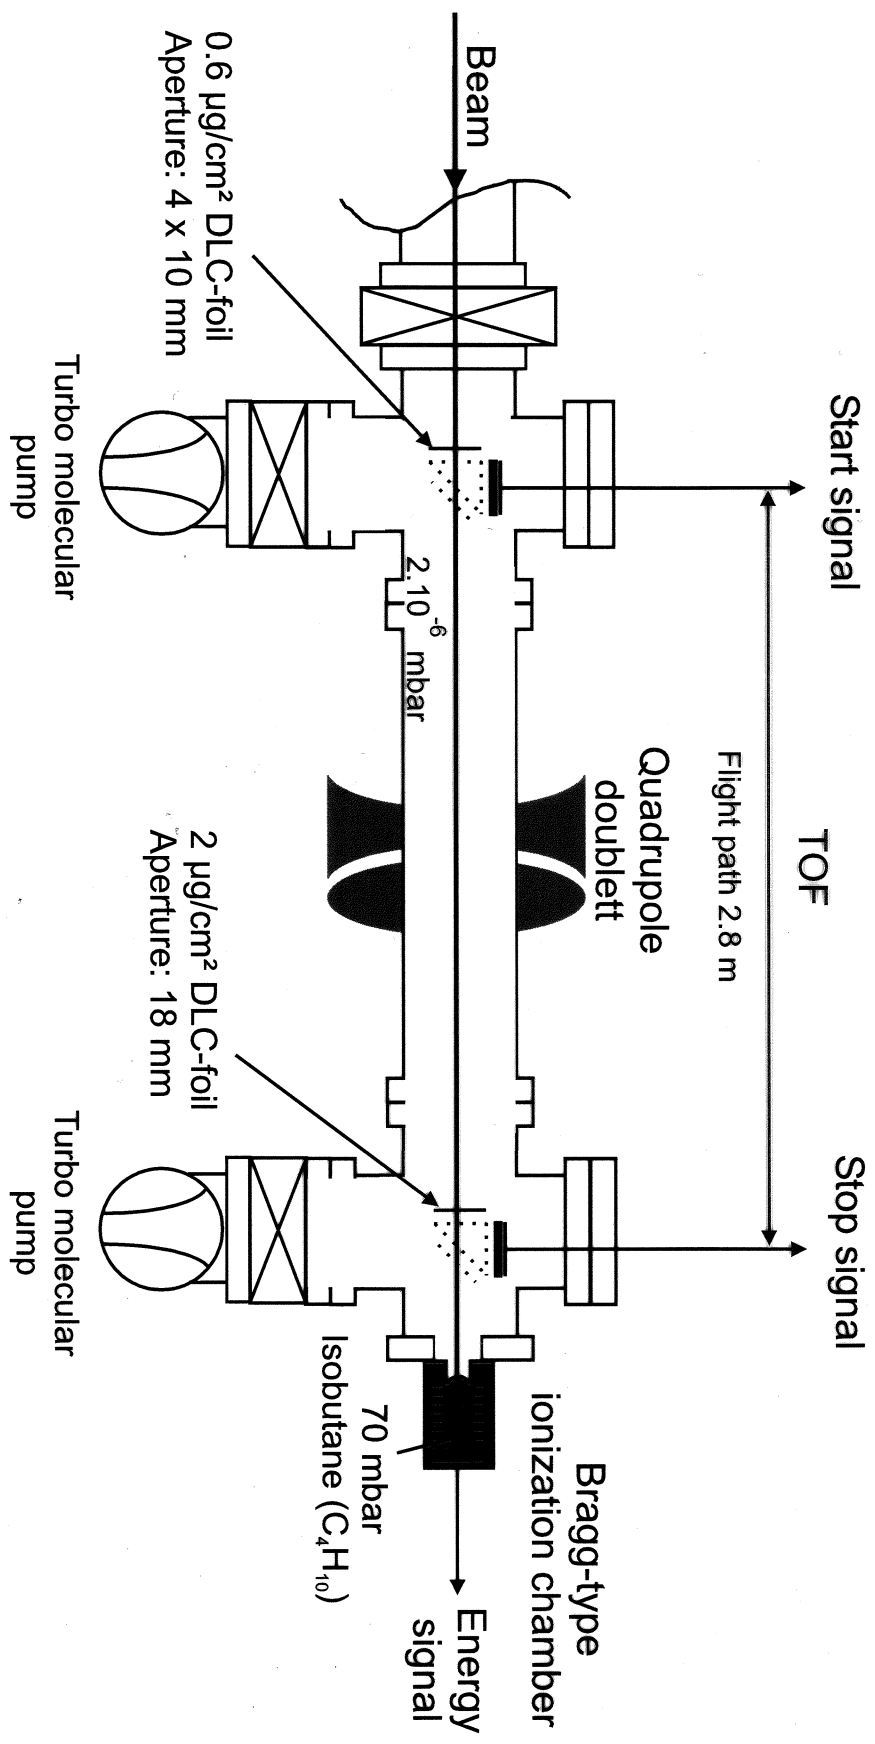 Start signal
TOF
Stop signal
Flight path 2.8 m
Quadrupole
doublett
Bragg-type
ionization chamber
Beam
Energy
signal
2.10⁻⁶ mbar
70 mbar
Isobutane (C₄H₁₀)
0.6 µg/cm² DLC-foil
Aperture: 4 x 10 mm
2 µg/cm² DLC-foil
Aperture: 18 mm
Turbo molecular
pump
Turbo molecular
pump